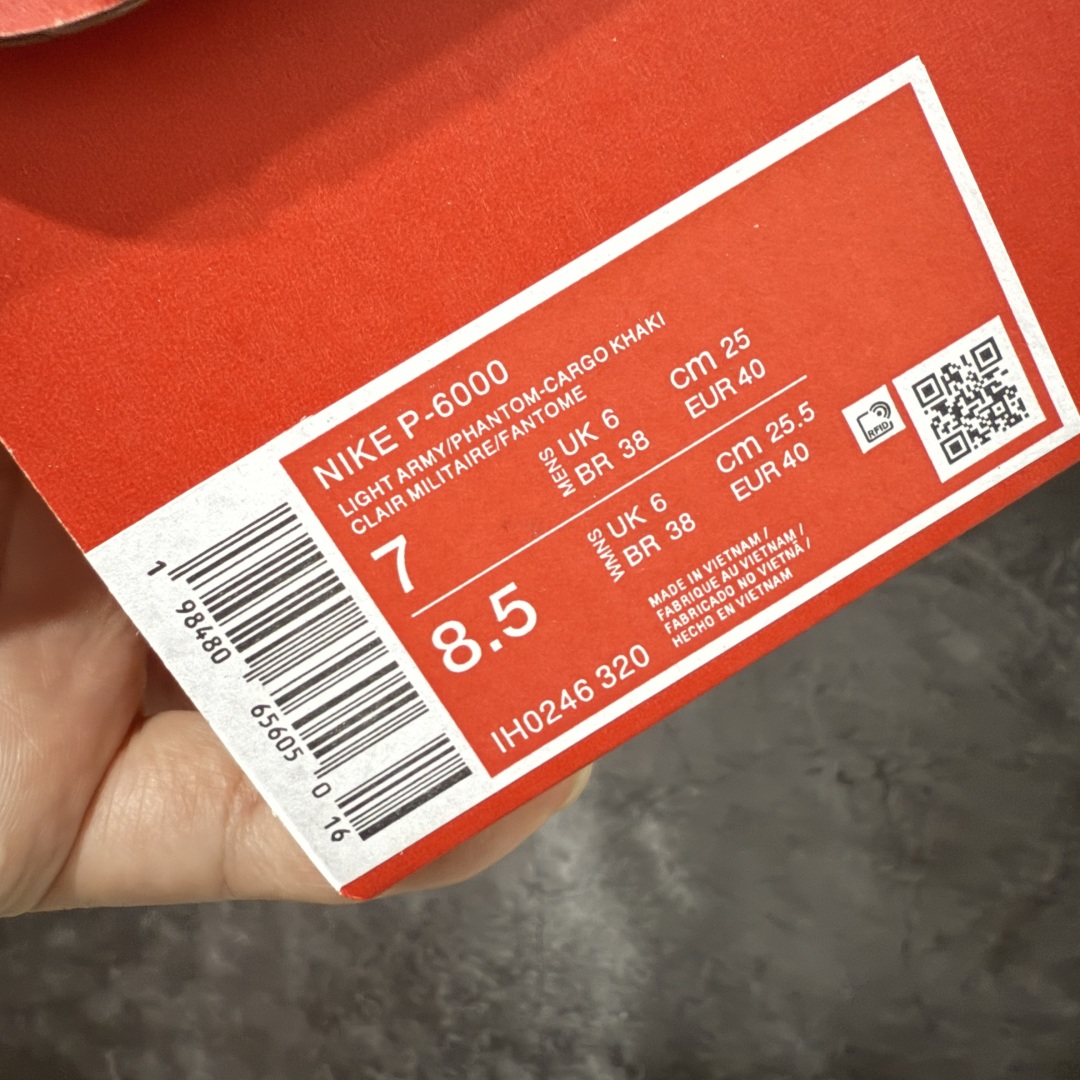 NIKE P-6000
LIGHT ARMY/PHANTOM-CARGO KHAKI
CLAIR MILITAIRE/FANTOME
7
MENS
UK 6
BR 38
cm 25
EUR 40
8.5
WMNS
UK 6
BR 38
cm 25.5
EUR 40
IH0246 320
MADE IN VIETNAM /
FABRIQUE AU VIETNAM /
FABRICADO NO VIETNÃ /
HECHO EN VIETNAM
RFID
1 98480 65605 0 16